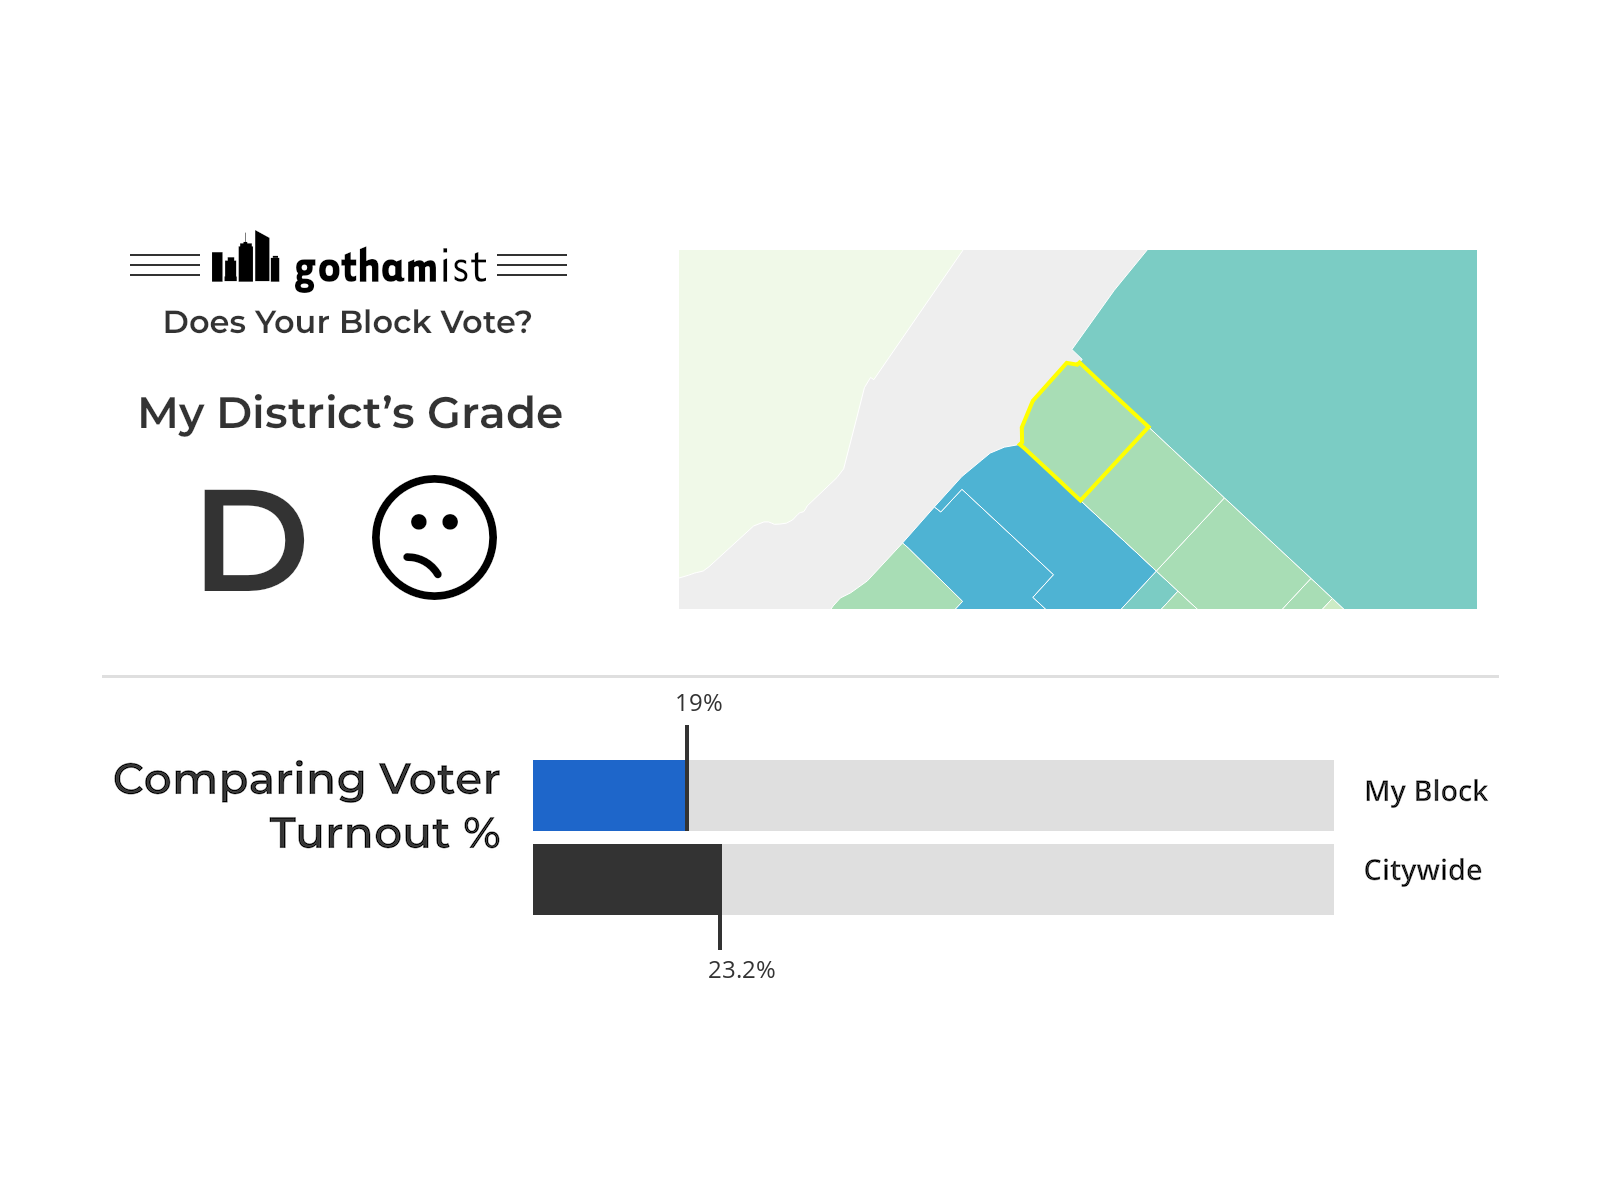 gothamist
Does Your Block Vote?
My District’s Grade
D
19%
Comparing Voter
Turnout %
My Block
Citywide
23.2%